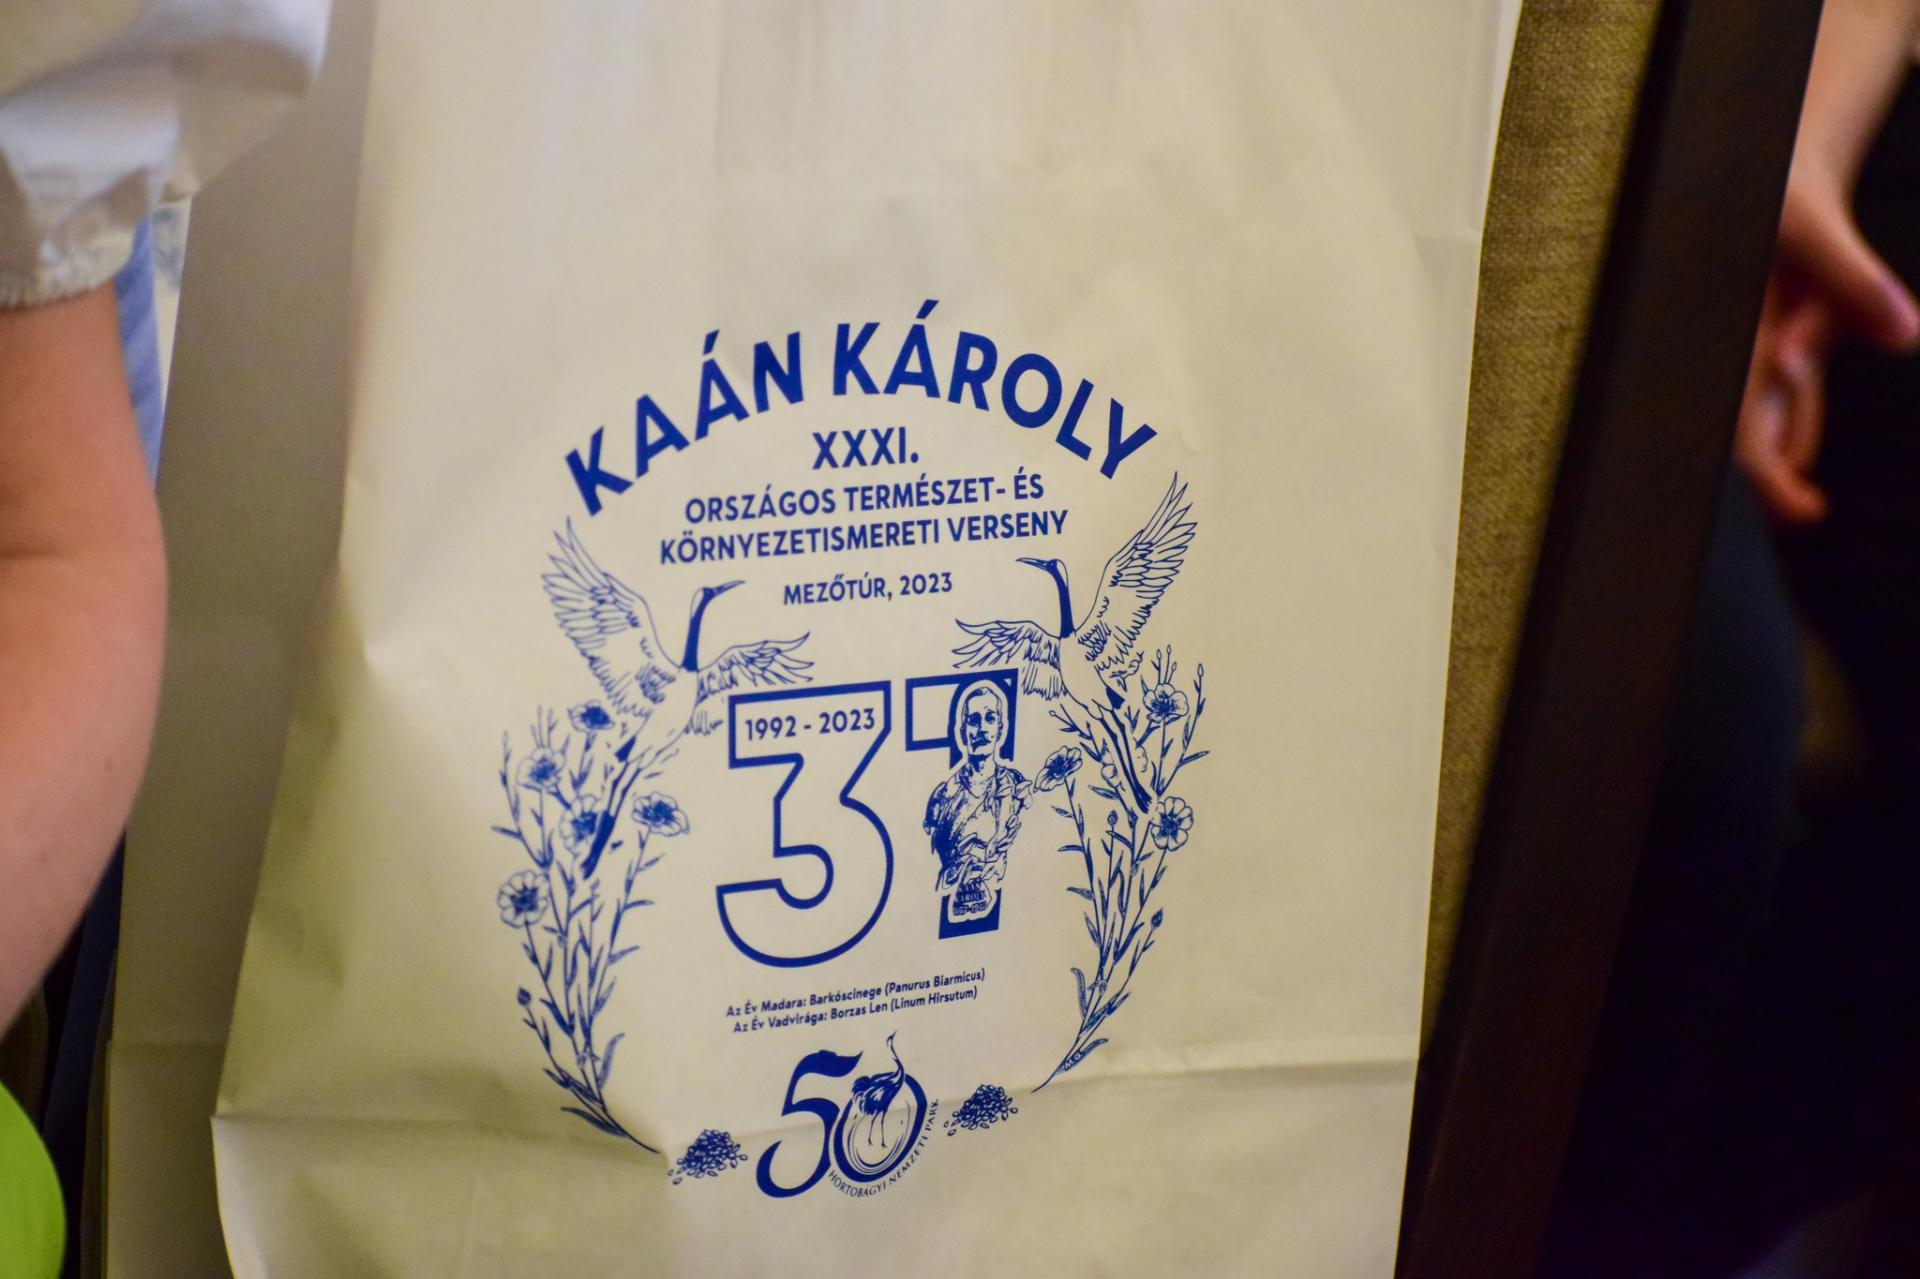 KAÁN KÁROLY
XXXI.
ORSZÁGOS TERMÉSZET- ÉS
KÖRNYEZETISMERETI VERSENY
MEZŐTÚR, 2023
1992 - 2023
31
Az Év Madara: Barkóscinege (Panurus Biarmicus)
Az Év Vadvirága: Borzas Len (Linum Hirsutum)
50
HORTOBÁGYI NEMZETI PARK